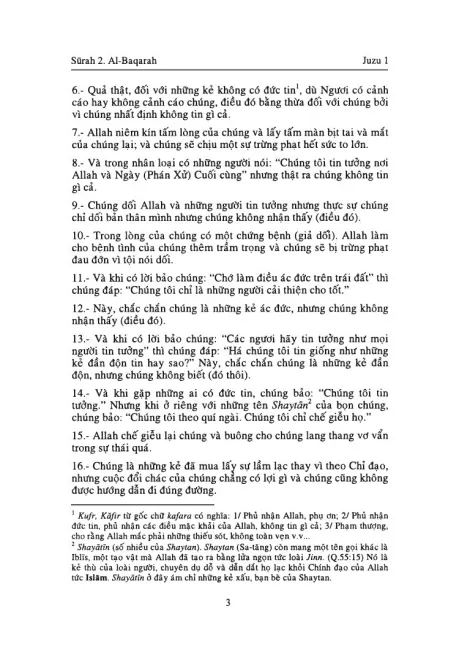 Sūrah 2. Al-Baqarah Juzu 1
6.- Quả thật, đối với những kẻ không có đức tin¹, dù Ngươi có cảnh
cáo hay không cảnh cáo chúng, điều đó bằng thừa đối với chúng bởi
vì chúng nhất định không tin gì cả.
7.- Allah niêm kín tấm lòng của chúng và lấy tấm màn bịt tai và mắt
của chúng lại; và chúng sẽ chịu một sự trừng phạt hết sức to lớn.
8.- Và trong nhân loại có những người nói: “Chúng tôi tin tưởng nơi
Allah và Ngày (Phán Xử) Cuối cùng” nhưng thật ra chúng không tin
gì cả.
9.- Chúng dối Allah và những người tin tưởng nhưng thực sự chúng
chỉ dối bản thân mình nhưng chúng không nhận thấy (điều đó).
10.- Trong lòng của chúng có một chứng bệnh (giả dối). Allah làm
cho bệnh tình của chúng thêm trầm trọng và chúng sẽ bị trừng phạt
đau đớn vì tội nói dối.
11.- Và khi có lời bảo chúng: “Chớ làm điều ác đức trên trái đất” thì
chúng đáp: “Chúng tôi chỉ là những người cải thiện cho tốt.”
12.- Này, chắc chắn chúng là những kẻ ác đức, nhưng chúng không
nhận thấy (điều đó).
13.- Và khi có lời bảo chúng: “Các ngươi hãy tin tưởng như mọi
người tin tưởng” thì chúng đáp: “Há chúng tôi tin giống như những
kẻ đần độn tin hay sao?” Này, chắc chắn chúng là những kẻ đần
độn, nhưng chúng không biết (đó thôi).
14.- Và khi gặp những ai có đức tin, chúng bảo: “Chúng tôi tin
tưởng.” Nhưng khi ở riêng với những tên Shaytān² của bọn chúng,
chúng bảo: “Chúng tôi theo quí ngài. Chúng tôi chỉ chế giễu họ.”
15.- Allah chế giễu lại chúng và buông cho chúng lang thang vơ vẩn
trong sự thái quá.
16.- Chúng là những kẻ đã mua lấy sự lầm lạc thay vì theo Chỉ đạo,
nhưng cuộc đổi chác của chúng chẳng có lợi gì và chúng cũng không
được hướng dẫn đi đúng đường.
¹ Kufr, Kāfir từ gốc chữ kafara có nghĩa: 1/ Phủ nhận Allah, phụ ơn; 2/ Phủ nhận
đức tin, phủ nhận các điều mặc khải của Allah, không tin gì cả; 3/ Phạm thượng,
cho rằng Allah mắc phải những thiếu sót, không toàn vẹn v.v...
² Shayātīn (số nhiều của Shaytan). Shaytan (Sa-tăng) còn mang một tên gọi khác là
Iblīs, một tạo vật mà Allah đã tạo ra bằng lửa ngọn tức loài Jinn. (Q.55:15) Nó là
kẻ thù của loài người, chuyên dụ dỗ và dẫn dắt họ lạc khỏi Chính đạo của Allah
tức Islām. Shayātīn ở đây ám chỉ những kẻ xấu, bạn bè của Shaytan.
3